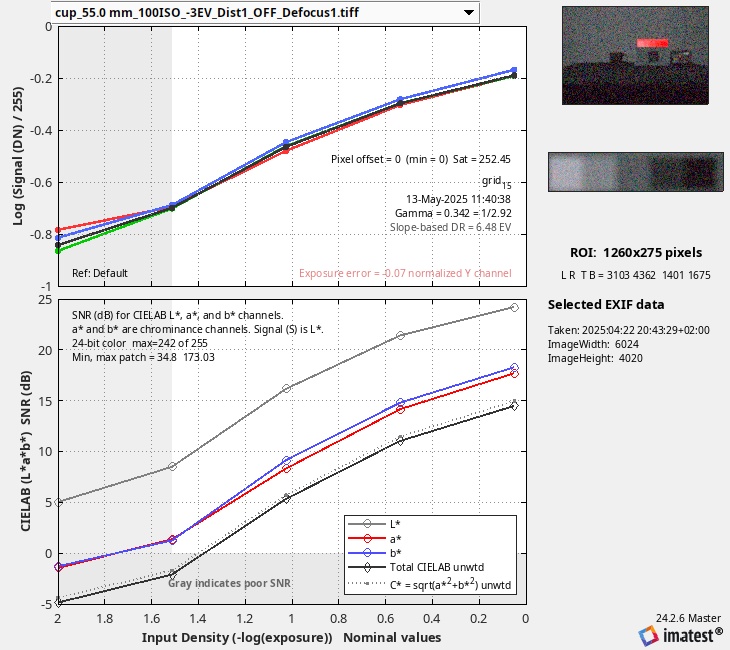 cup_55.0 mm_100ISO_-3EV_Dist1_OFF_Defocus1.tiff
0
-0.2
-0.4
-0.6
-0.8
-1
Log (Signal (DN) / 255)
Pixel offset = 0 (min = 0) Sat = 252.45
grid_15
13-May-2025 11:40:38
Gamma = 0.342 = 1/2.92
Slope-based DR = 6.48 EV
Ref: Default
Exposure error = -0.07 normalized Y channel
25
20
15
10
5
0
-5
CIELAB (L*a*b*) SNR (dB)
SNR (dB) for CIELAB L*, a*, and b* channels.
a* and b* are chrominance channels. Signal (S) is L*.
24-bit color max=242 of 255
Min, max patch = 34.8 173.03
L*
a*
b*
Total CIELAB unwtd
C* = sqrt(a*²+b*²) unwtd
Gray indicates poor SNR
2 1.8 1.6 1.4 1.2 1 0.8 0.6 0.4 0.2 0
Input Density (-log(exposure)) Nominal values
ROI: 1260x275 pixels
L R T B = 3103 4362 1401 1675
Selected EXIF data
Taken: 2025:04:22 20:43:29+02:00
ImageWidth: 6024
ImageHeight: 4020
24.2.6 Master
imatest®